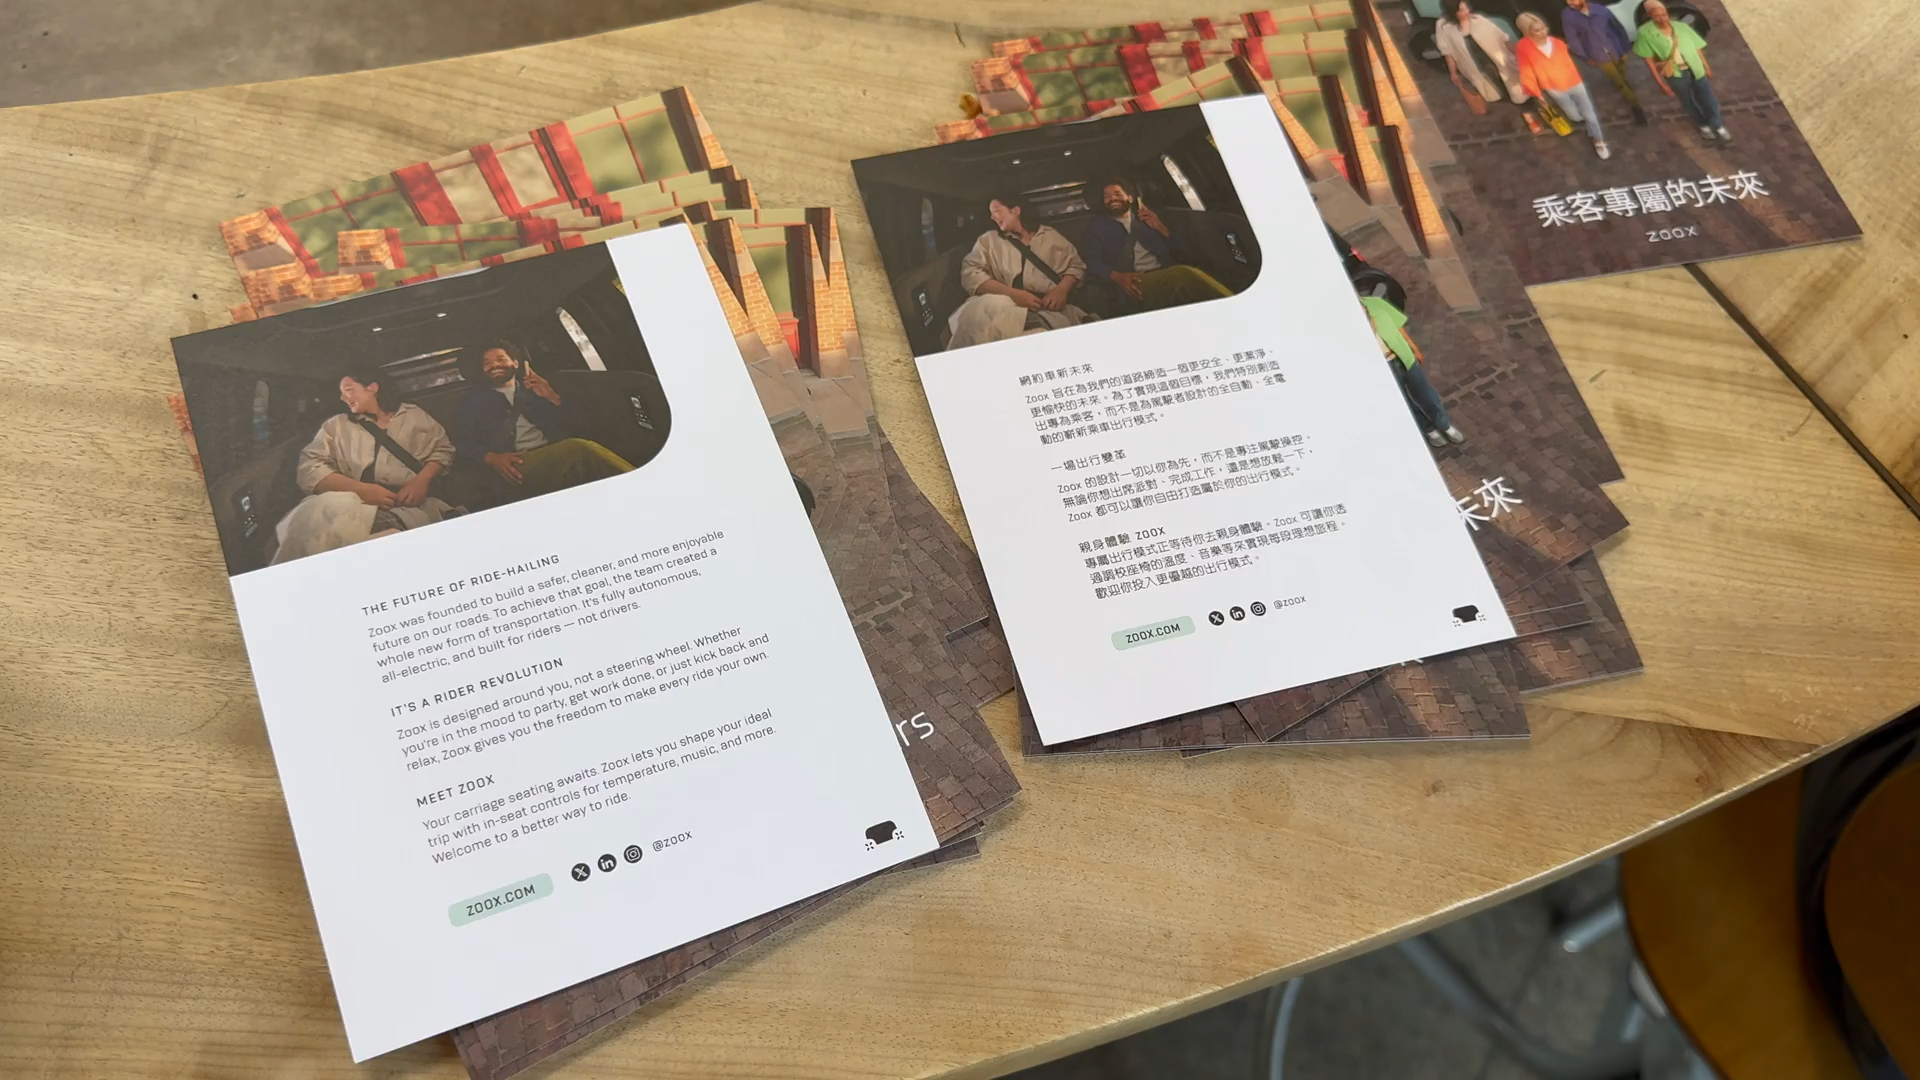 THE FUTURE OF RIDE-HAILING
Zoox was founded to build a safer, cleaner, and more enjoyable
future on our roads. To achieve that goal, the team created a
whole new form of transportation. It's fully autonomous,
all-electric, and built for riders — not drivers.
IT'S A RIDER REVOLUTION
Zoox is designed around you, not a steering wheel. Whether
you're in the mood to party, get work done, or just kick back and
relax, Zoox gives you the freedom to make every ride your own.
MEET ZOOX
Your carriage seating awaits. Zoox lets you shape your ideal
trip with in-seat controls for temperature, music, and more.
Welcome to a better way to ride.
ZOOX.COM
@zoox
rs
網約車新未來
Zoox 旨在為我們的道路締造一個更安全、更潔淨、
更愉快的未來。為了實現這個目標，我們特別創造
出專為乘客，而不是為駕駛者設計的全自動、全電
動的嶄新乘車出行模式。
一場出行變革
Zoox 的設計一切以你為先，而不是專注駕駛操控。
無論你想出席派對、完成工作，還是想放鬆一下，
Zoox 都可以讓你自由打造屬於你的出行模式。
親身體驗 ZOOX
專屬出行模式正等待你去親身體驗。Zoox 可讓你透
過調校座椅的溫度、音樂等來實現每段理想旅程。
歡迎你投入更優越的出行模式。
ZOOX.COM
@zoox
未來
乘客專屬的未來
ZOOX